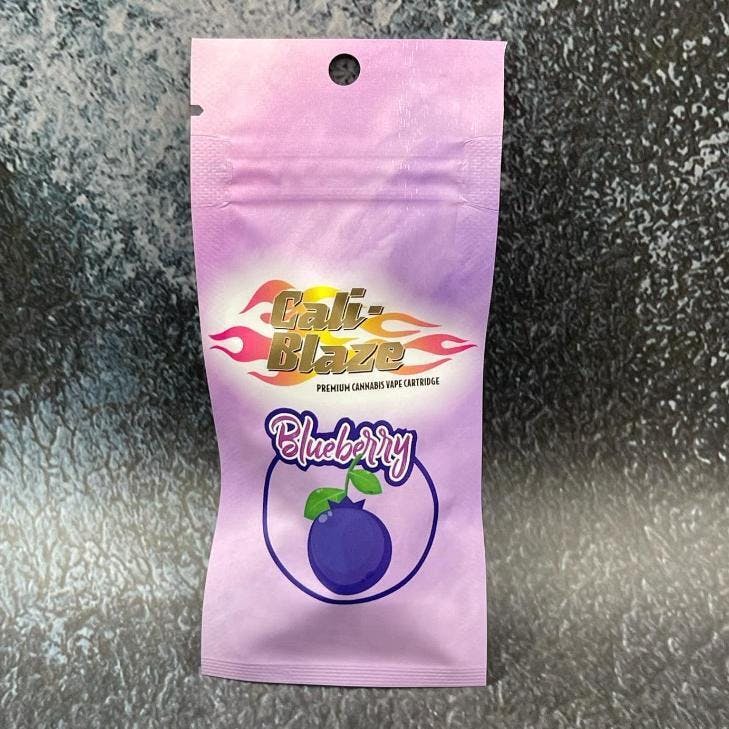 Cali-
Blaze
PREMIUM CANNABIS VAPE CARTRIDGE
Blueberry